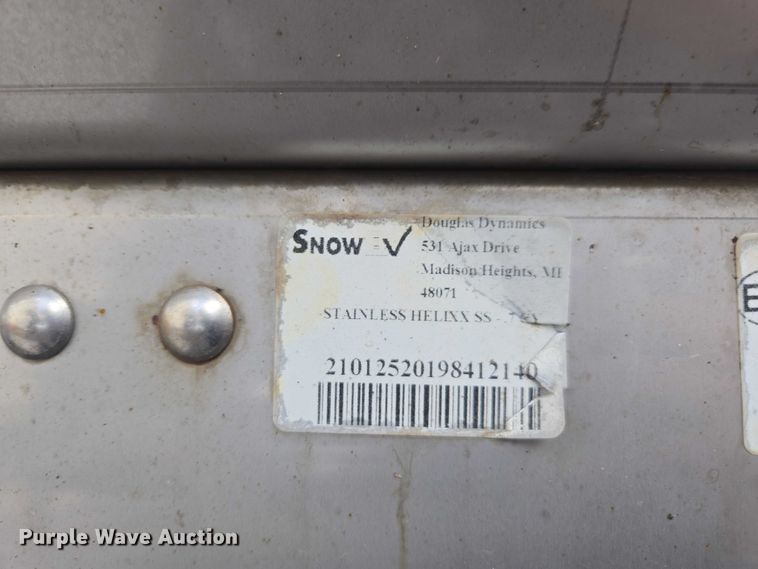 SNOW
Douglas Dynamics
531 Ajax Drive
Madison Heights, MI
48071
STAINLESS HELIXX SS -
21012520198412140
Purple Wave Auction